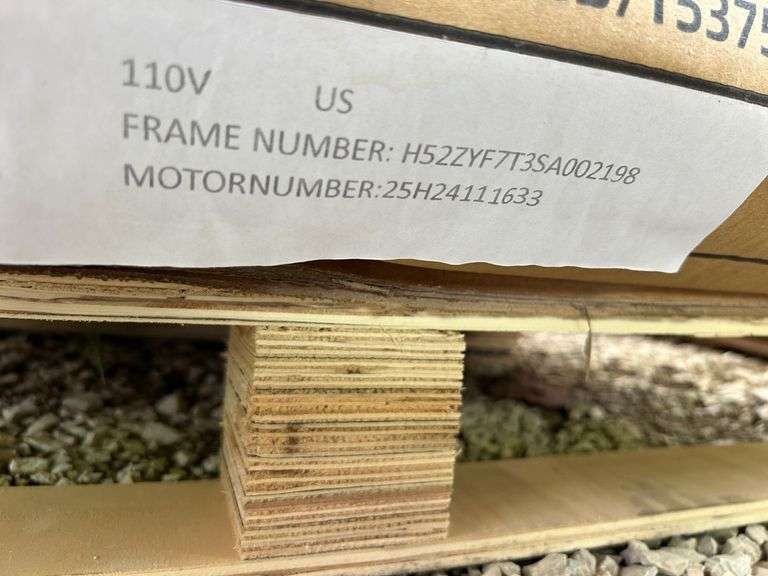 110V US
FRAME NUMBER: H52ZYF7T3SA002198
MOTORNUMBER:25H24111633